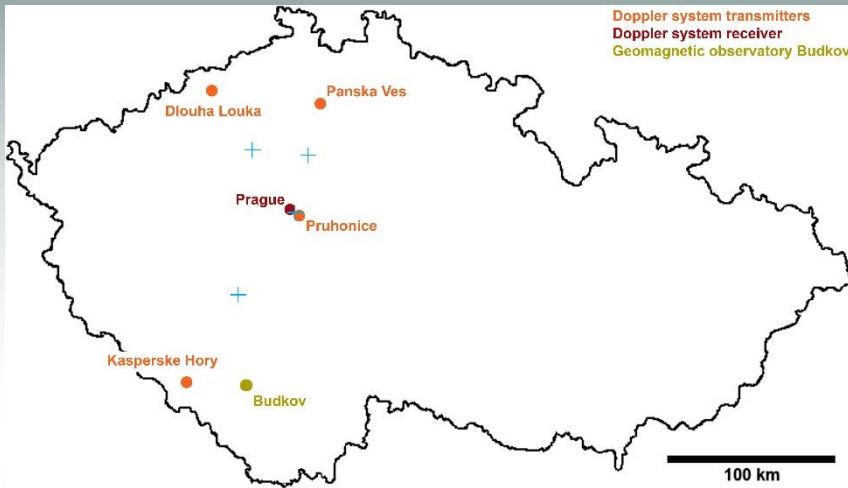 Doppler system transmitters
Doppler system receiver
Geomagnetic observatory Budkov
Panska Ves
Dlouha Louka
Prague
Pruhonice
Kasperske Hory
Budkov
100 km